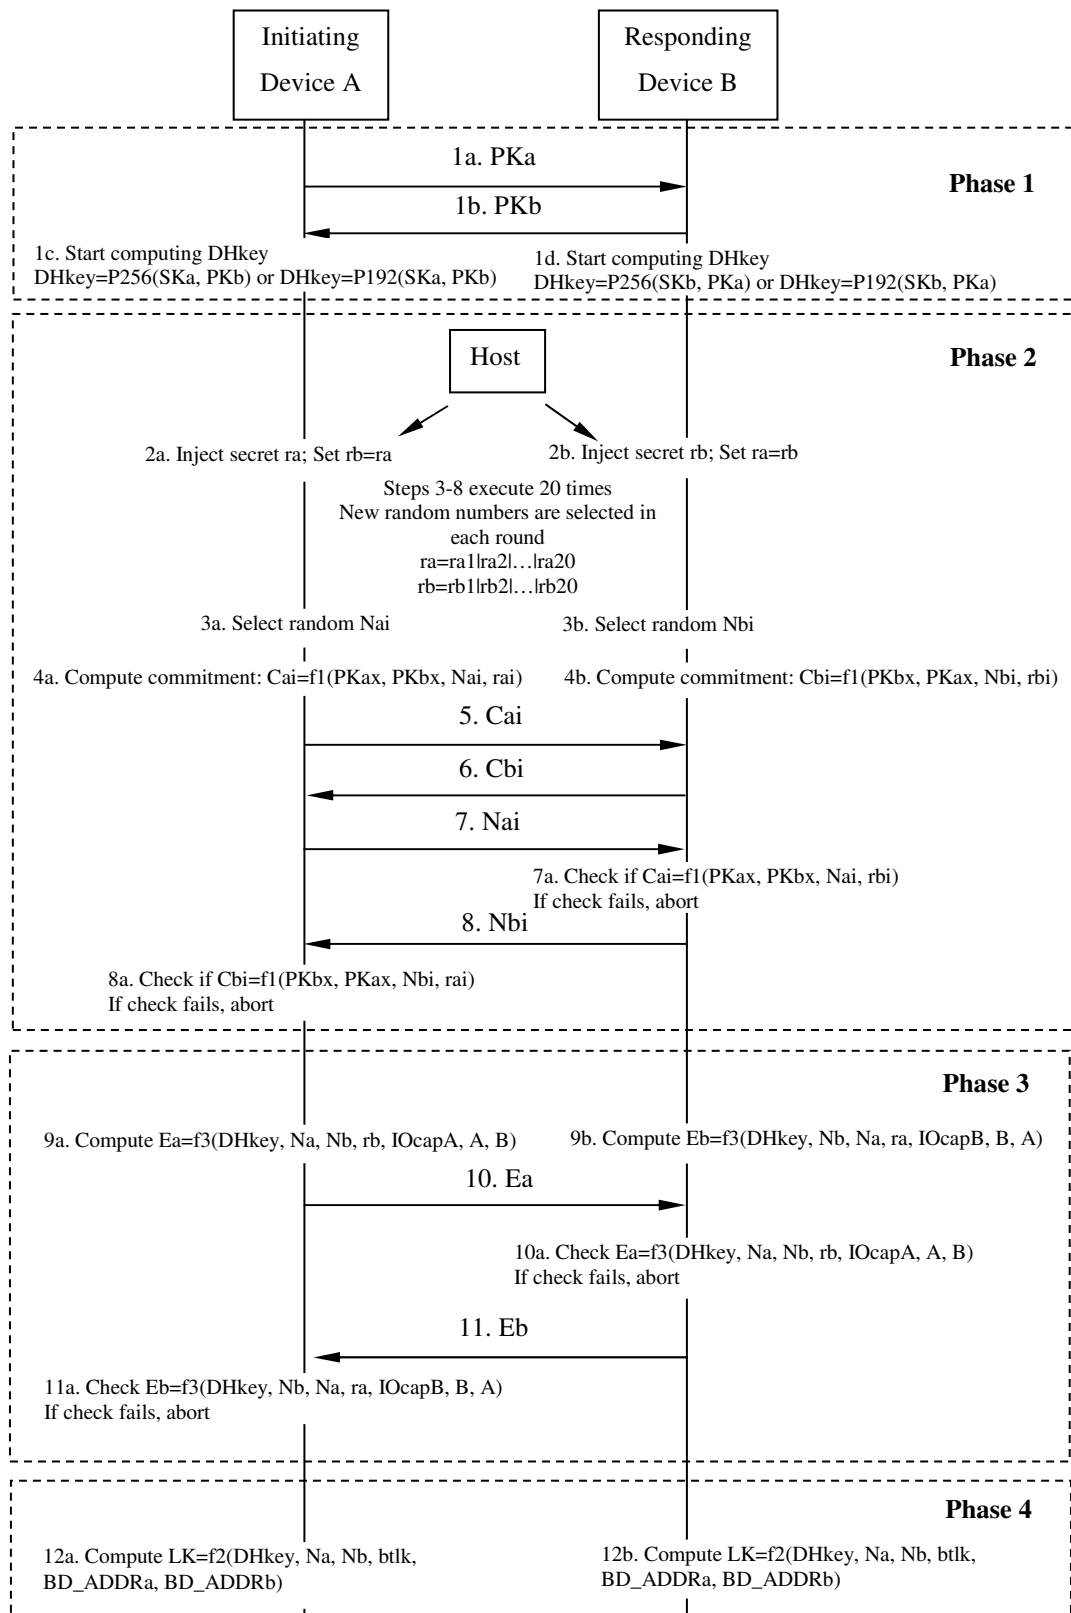 Initiating
Device A
Responding
Device B
1a. PKa
Phase 1
1b. PKb
1c. Start computing DHkey
DHkey=P256(SKa, PKb) or DHkey=P192(SKa, PKb)
1d. Start computing DHkey
DHkey=P256(SKb, PKa) or DHkey=P192(SKb, PKa)
Host
Phase 2
2a. Inject secret ra; Set rb=ra
2b. Inject secret rb; Set ra=rb
Steps 3-8 execute 20 times
New random numbers are selected in
each round
ra=ra1|ra2|…|ra20
rb=rb1|rb2|…|rb20
3a. Select random Nai
3b. Select random Nbi
4a. Compute commitment: Cai=f1(PKax, PKbx, Nai, rai)
4b. Compute commitment: Cbi=f1(PKbx, PKax, Nbi, rbi)
5. Cai
6. Cbi
7. Nai
7a. Check if Cai=f1(PKax, PKbx, Nai, rbi)
If check fails, abort
8. Nbi
8a. Check if Cbi=f1(PKbx, PKax, Nbi, rai)
If check fails, abort
Phase 3
9a. Compute Ea=f3(DHkey, Na, Nb, rb, IOcapA, A, B)
9b. Compute Eb=f3(DHkey, Nb, Na, ra, IOcapB, B, A)
10. Ea
10a. Check Ea=f3(DHkey, Na, Nb, rb, IOcapA, A, B)
If check fails, abort
11. Eb
11a. Check Eb=f3(DHkey, Nb, Na, ra, IOcapB, B, A)
If check fails, abort
Phase 4
12a. Compute LK=f2(DHkey, Na, Nb, btlk,
BD_ADDRa, BD_ADDRb)
12b. Compute LK=f2(DHkey, Na, Nb, btlk,
BD_ADDRa, BD_ADDRb)